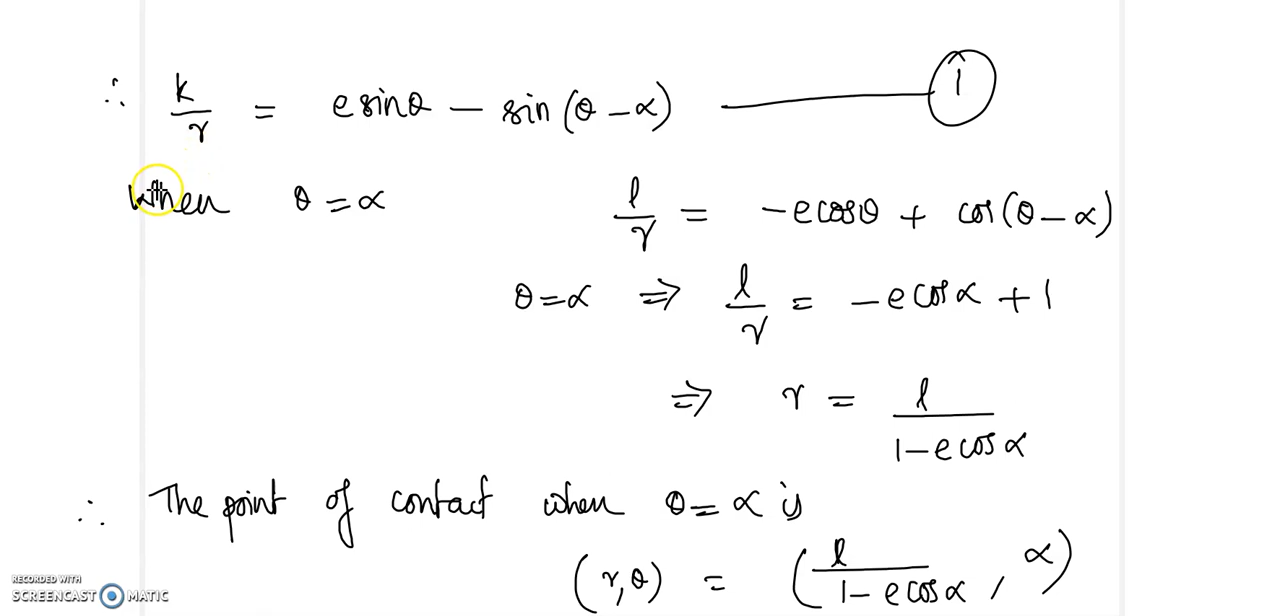 ∴ k/r = e sinθ − sin(θ − α) ——— 1
When θ = α l/r = −e cosθ + cos(θ − α)
θ = α ⇒ l/r = −e cosα + 1
⇒ r = l/(1 − e cosα)
∴ The point of contact when θ = α is
(r, θ) = (l/(1 − e cosα), α)
RECORDED WITH
SCREENCAST MATIC